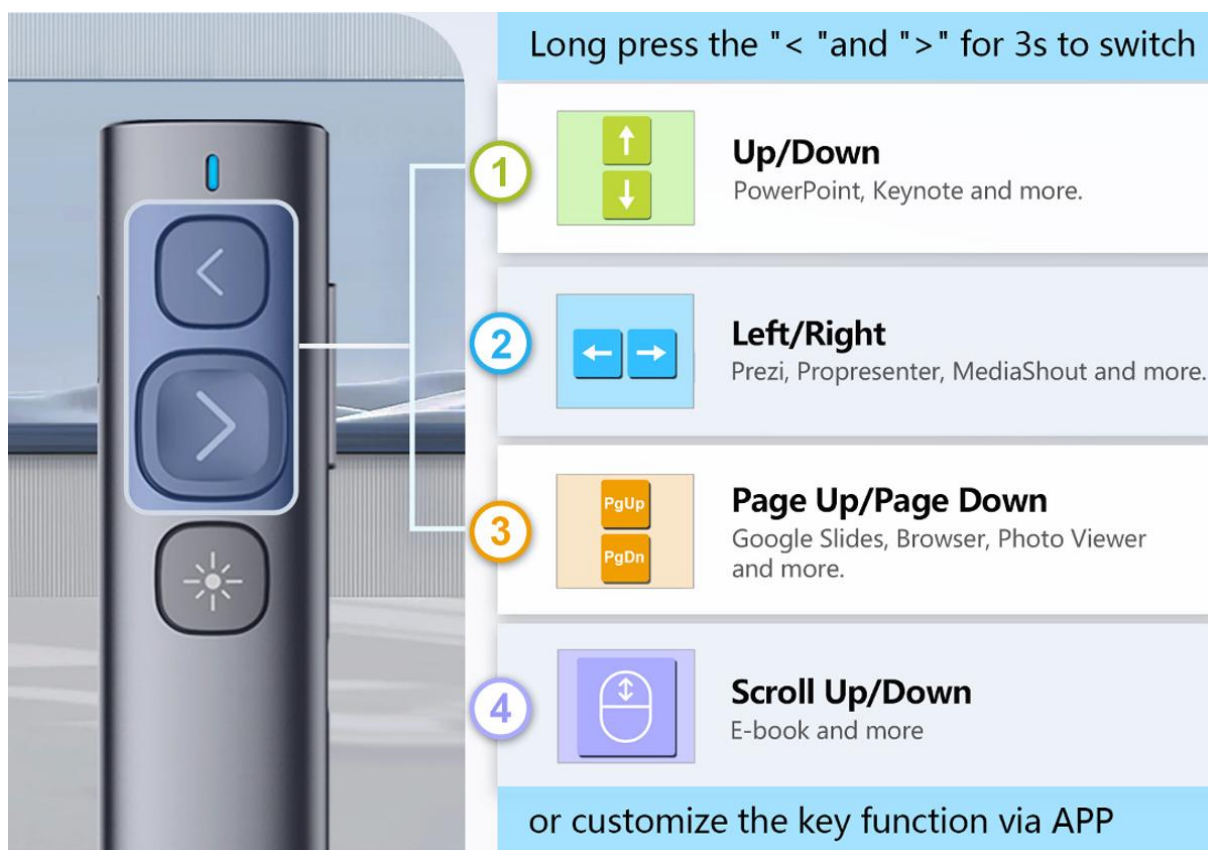 Long press the "< "and ">" for 3s to switch
1
Up/Down
PowerPoint, Keynote and more.
2
Left/Right
Prezi, Propresenter, MediaShout and more.
3
PgUp
PgDn
Page Up/Page Down
Google Slides, Browser, Photo Viewer
and more.
4
Scroll Up/Down
E-book and more
or customize the key function via APP